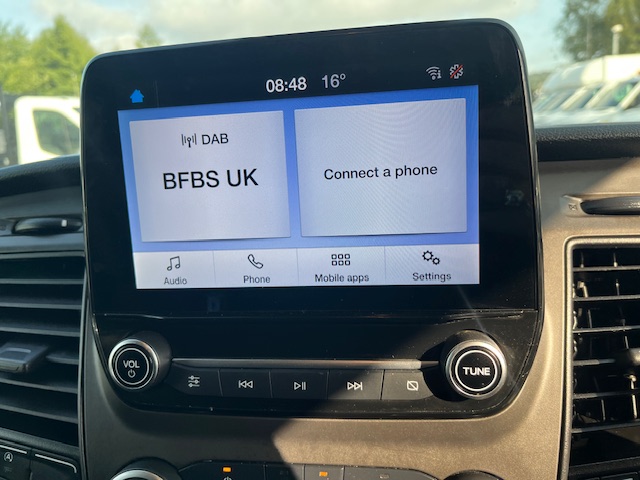 08:48 16°
DAB
BFBS UK
Connect a phone
Audio
Phone
Mobile apps
Settings
VOL
TUNE